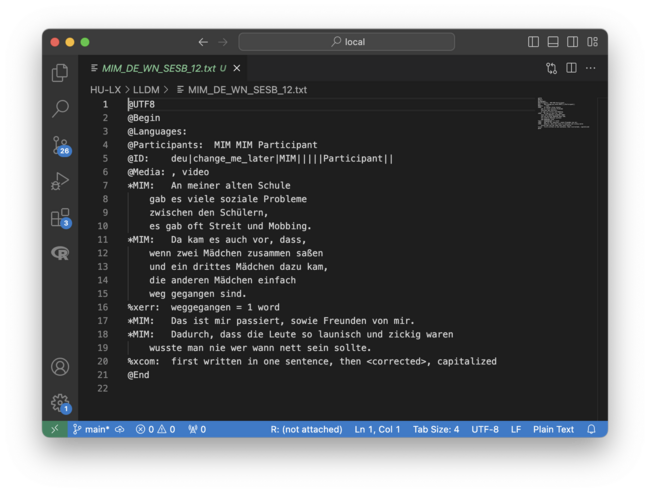 local
MIM_DE_WN_SESB_12.txt U
HU-LX > LLDM > MIM_DE_WN_SESB_12.txt
1 @UTF8
2 @Begin
3 @Languages:
4 @Participants: MIM MIM Participant
5 @ID: deu|change_me_later|MIM|||||Participant||
6 @Media: , video
7 *MIM: An meiner alten Schule
8 gab es viele soziale Probleme
9 zwischen den Schülern,
10 es gab oft Streit und Mobbing.
11 *MIM: Da kam es auch vor, dass,
12 wenn zwei Mädchen zusammen saßen
13 und ein drittes Mädchen dazu kam,
14 die anderen Mädchen einfach
15 weg gegangen sind.
16 %xerr: weggegangen = 1 word
17 *MIM: Das ist mir passiert, sowie Freunden von mir.
18 *MIM: Dadurch, dass die Leute so launisch und zickig waren
19 wusste man nie wer wann nett sein sollte.
20 %xcom: first written in one sentence, then <corrected>, capitalized
21 @End
22
26
3
R
1
main* 0 0 0 R: (not attached) Ln 1, Col 1 Tab Size: 4 UTF-8 LF Plain Text